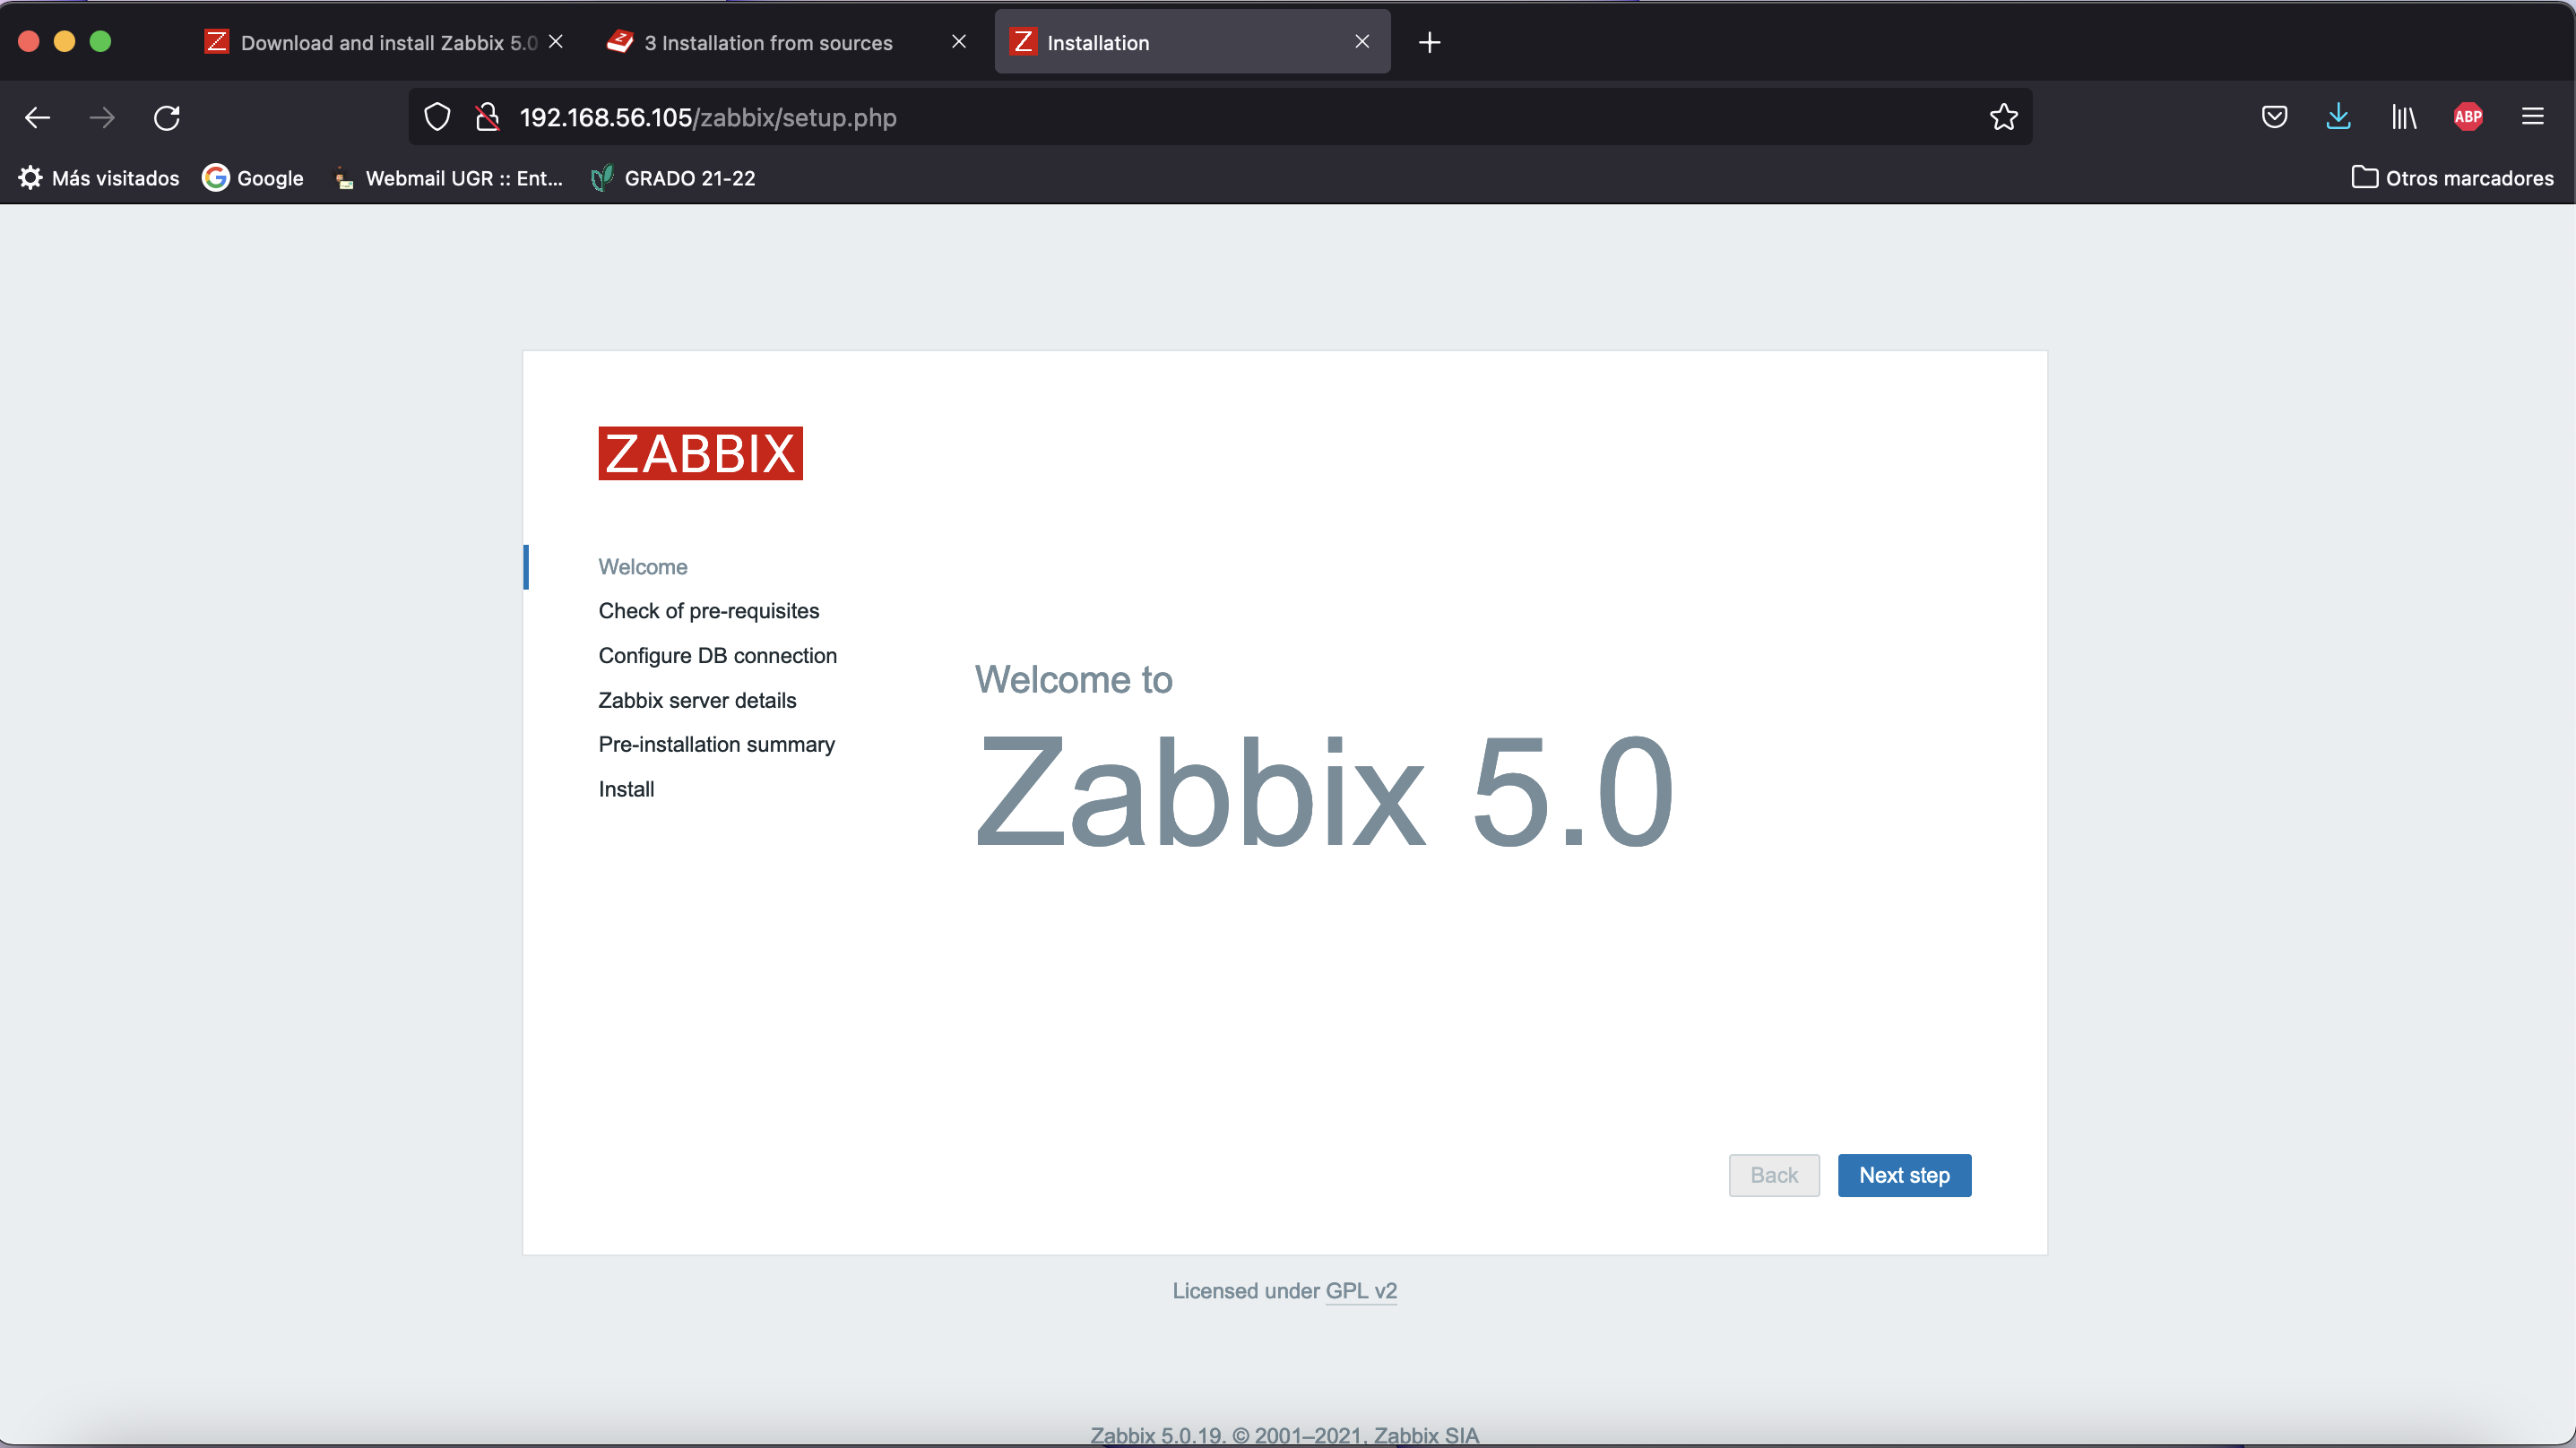 Download and install Zabbix 5.0
3 Installation from sources
Installation
192.168.56.105/zabbix/setup.php
ABP
Más visitados
Google
Webmail UGR :: Ent...
GRADO 21-22
Otros marcadores
ZABBIX
Welcome
Check of pre-requisites
Configure DB connection
Zabbix server details
Pre-installation summary
Install
Welcome to
Zabbix 5.0
Back
Next step
Licensed under GPL v2
Zabbix 5.0.19. © 2001–2021, Zabbix SIA